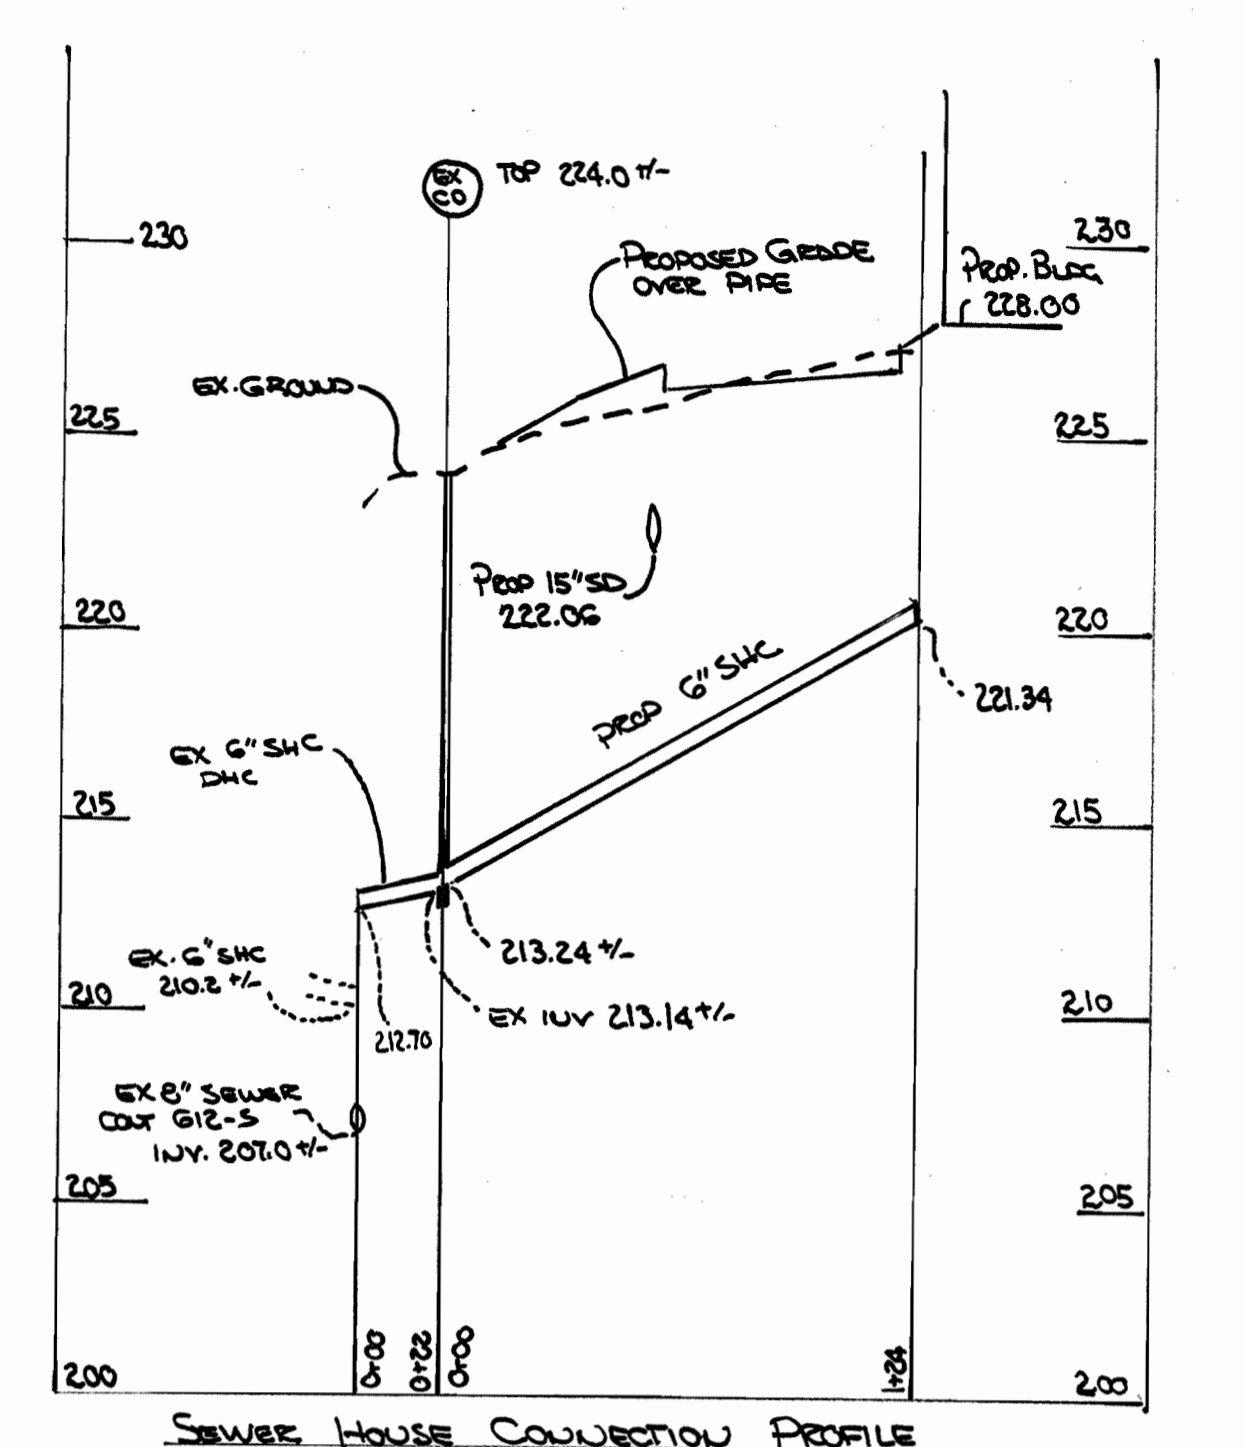 EX
CO
TOP 224.0 +/-
230
230
PROPOSED GRADE
OVER PIPE
PROP. BLDG
228.00
EX. GROUND
225
225
PROP 15" SD
222.06
220
220
PROP 6" SHC
221.34
EX 6" SHC
DHC
215
215
213.24 +/-
EX. 6" SHC
210.2 +/-
210
210
EX INV 213.14 +/-
212.70
EX 8" SEWER
CONT 612-S
INV. 207.0 +/-
205
205
0+00
0+22
0+00
1+24
200
200
SEWER HOUSE CONNECTION PROFILE